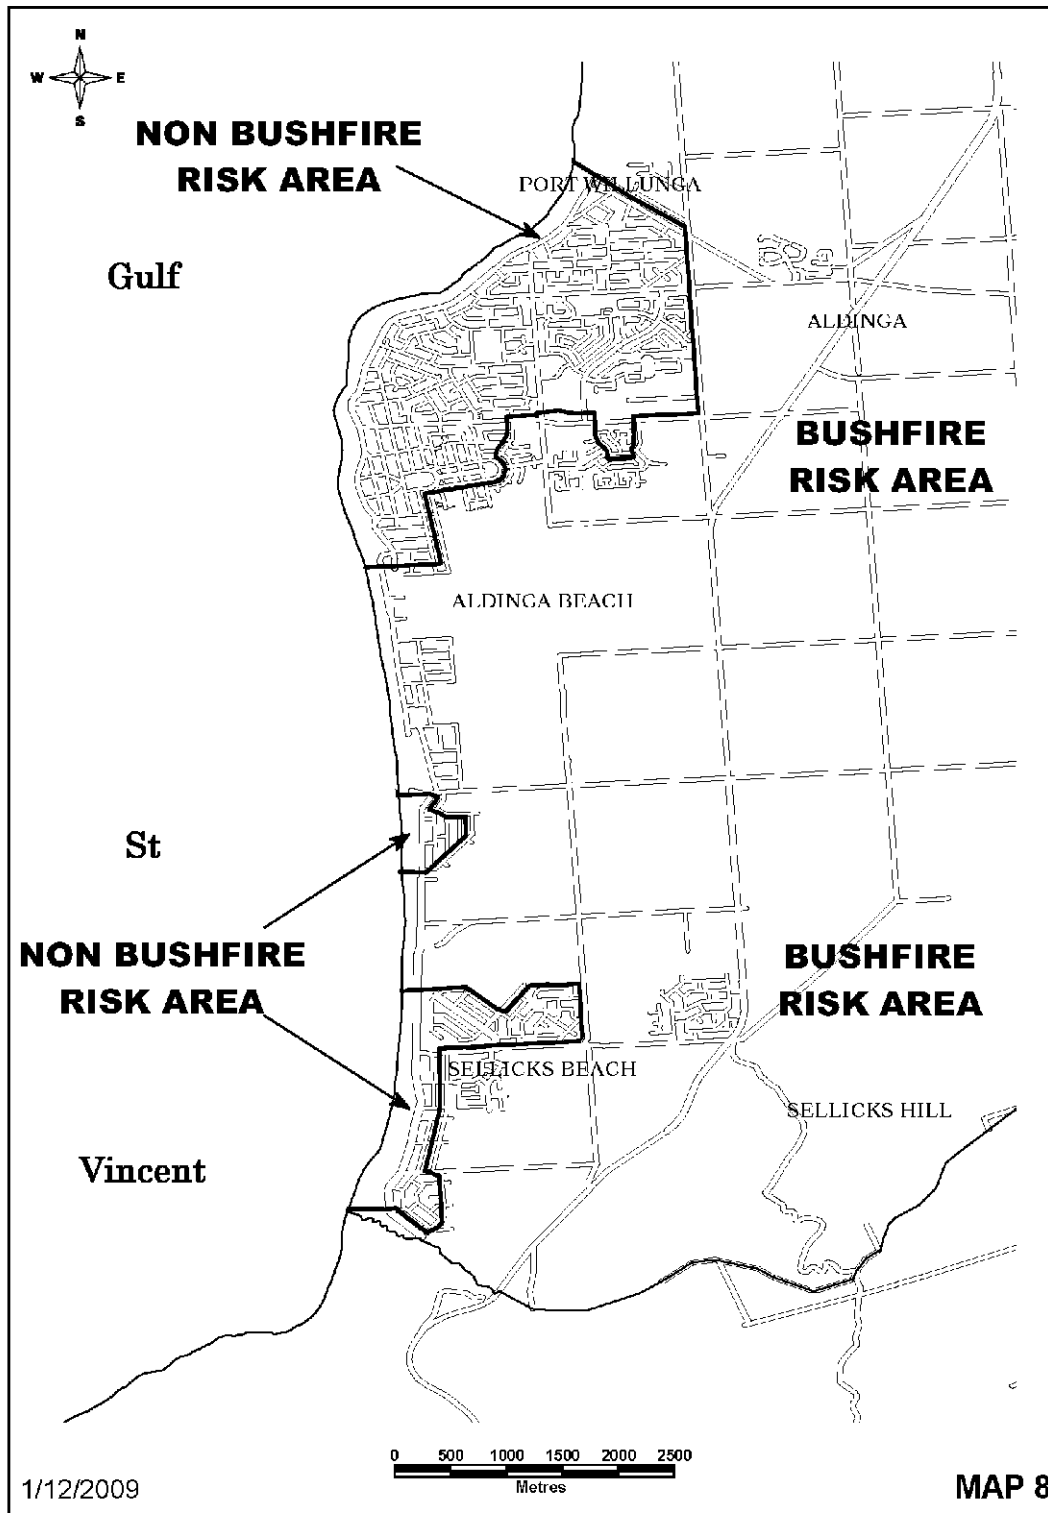 N
W E
S
NON BUSHFIRE
RISK AREA
PORT WILLUNGA
Gulf
ALDINGA
BUSHFIRE
RISK AREA
ALDINGA BEACH
St
NON BUSHFIRE
RISK AREA
BUSHFIRE
RISK AREA
SELLICKS BEACH
SELLICKS HILL
Vincent
0 500 1000 1500 2000 2500
Metres
1/12/2009
MAP 8